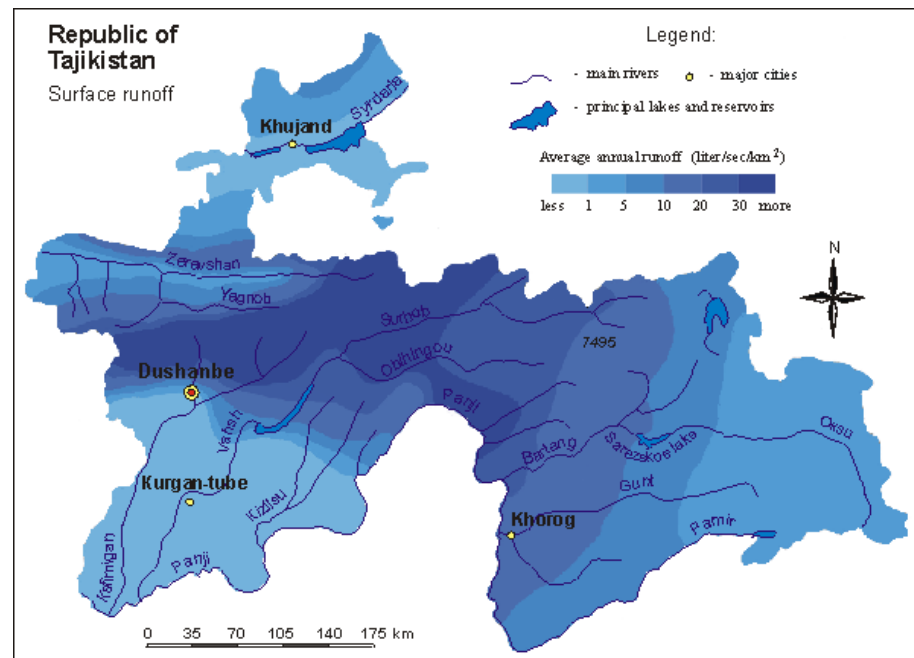 Republic of
Tajikistan
Surface runoff
Legend:
- main rivers
- major cities
- principal lakes and reservoirs
Average annual runoff (liter/sec/km²)
less 1 5 10 20 30 more
Syrdaria
Khujand
N
Zeravshan
Yagnob
Surhob
Obihingou
7495
Dushanbe
Panji
Vahsh
Bartang
Sarezskoe lake
Oksu
Kurgan-tube
Kizilsu
Gunt
Khorog
Pamir
Kafirnigan
Panji
0 35 70 105 140 175 km